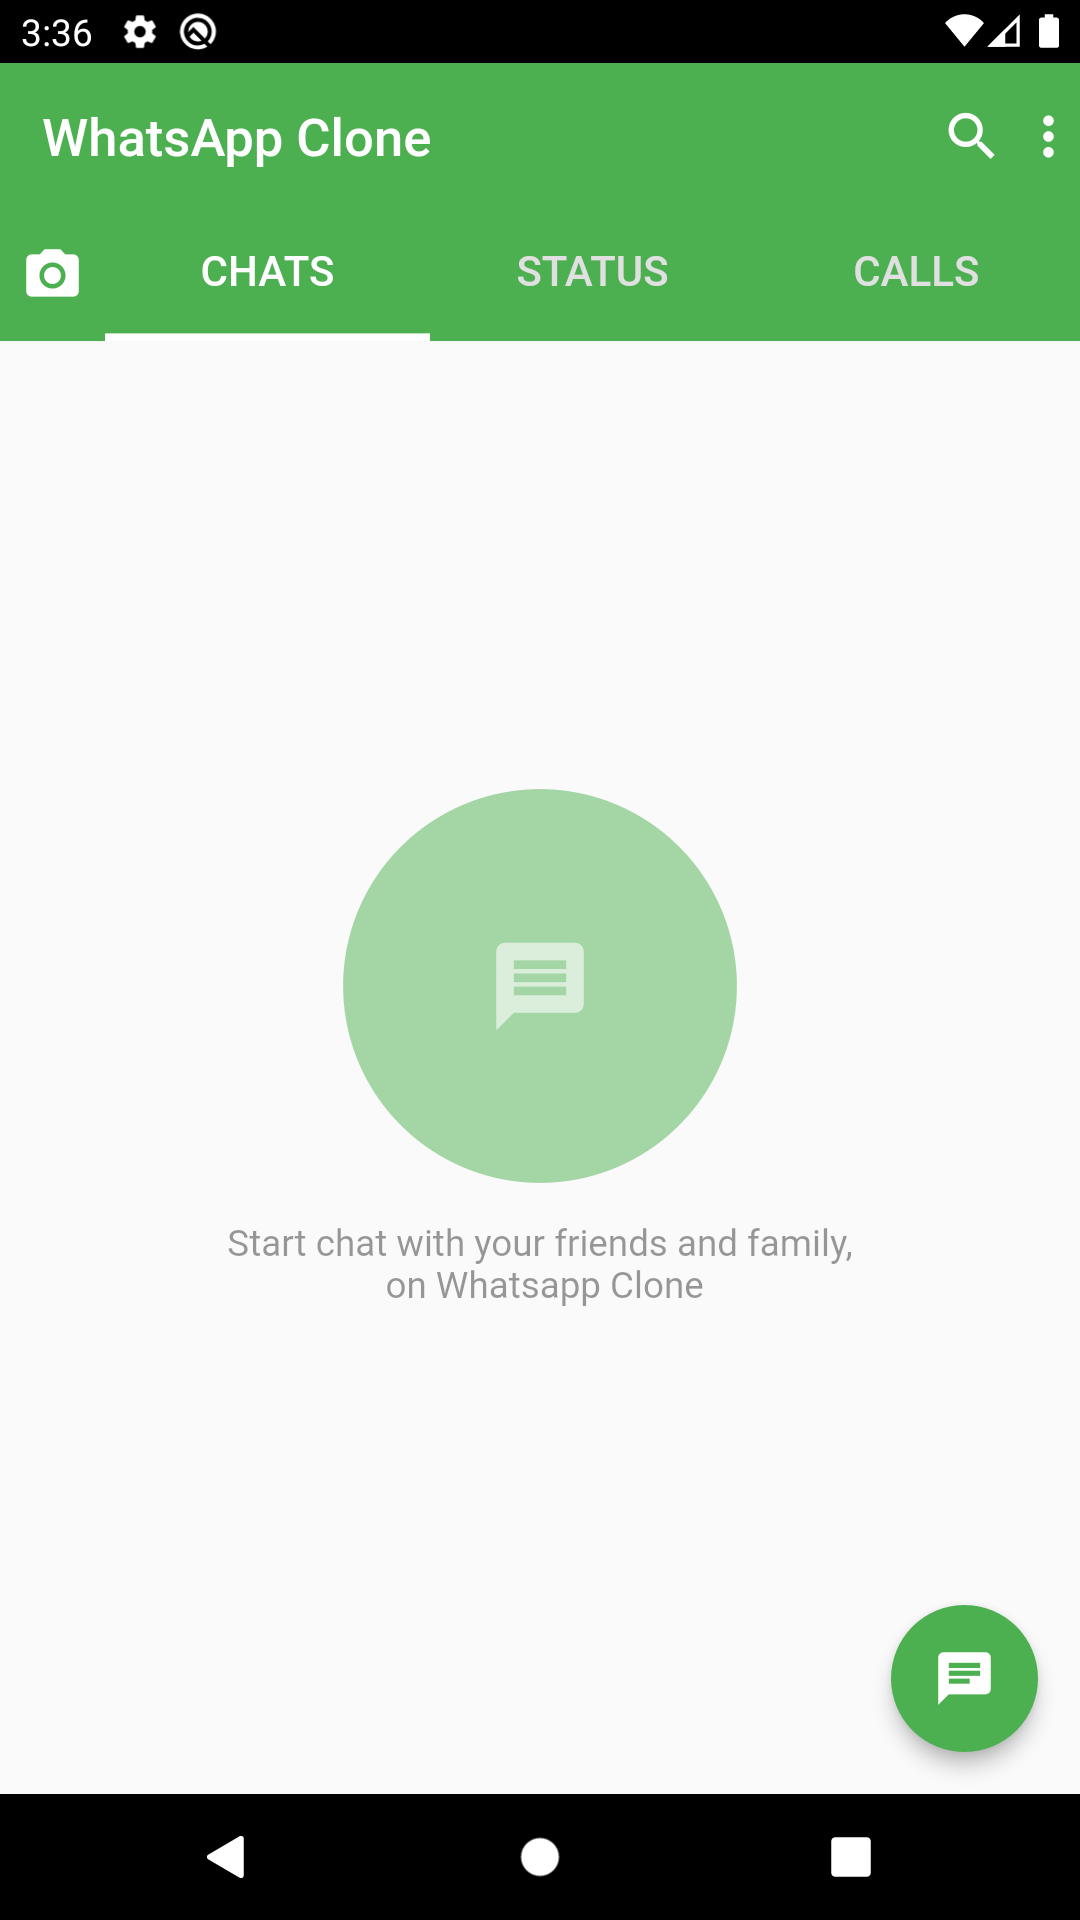 3:36
WhatsApp Clone
CHATS
STATUS
CALLS
Start chat with your friends and family,
on Whatsapp Clone